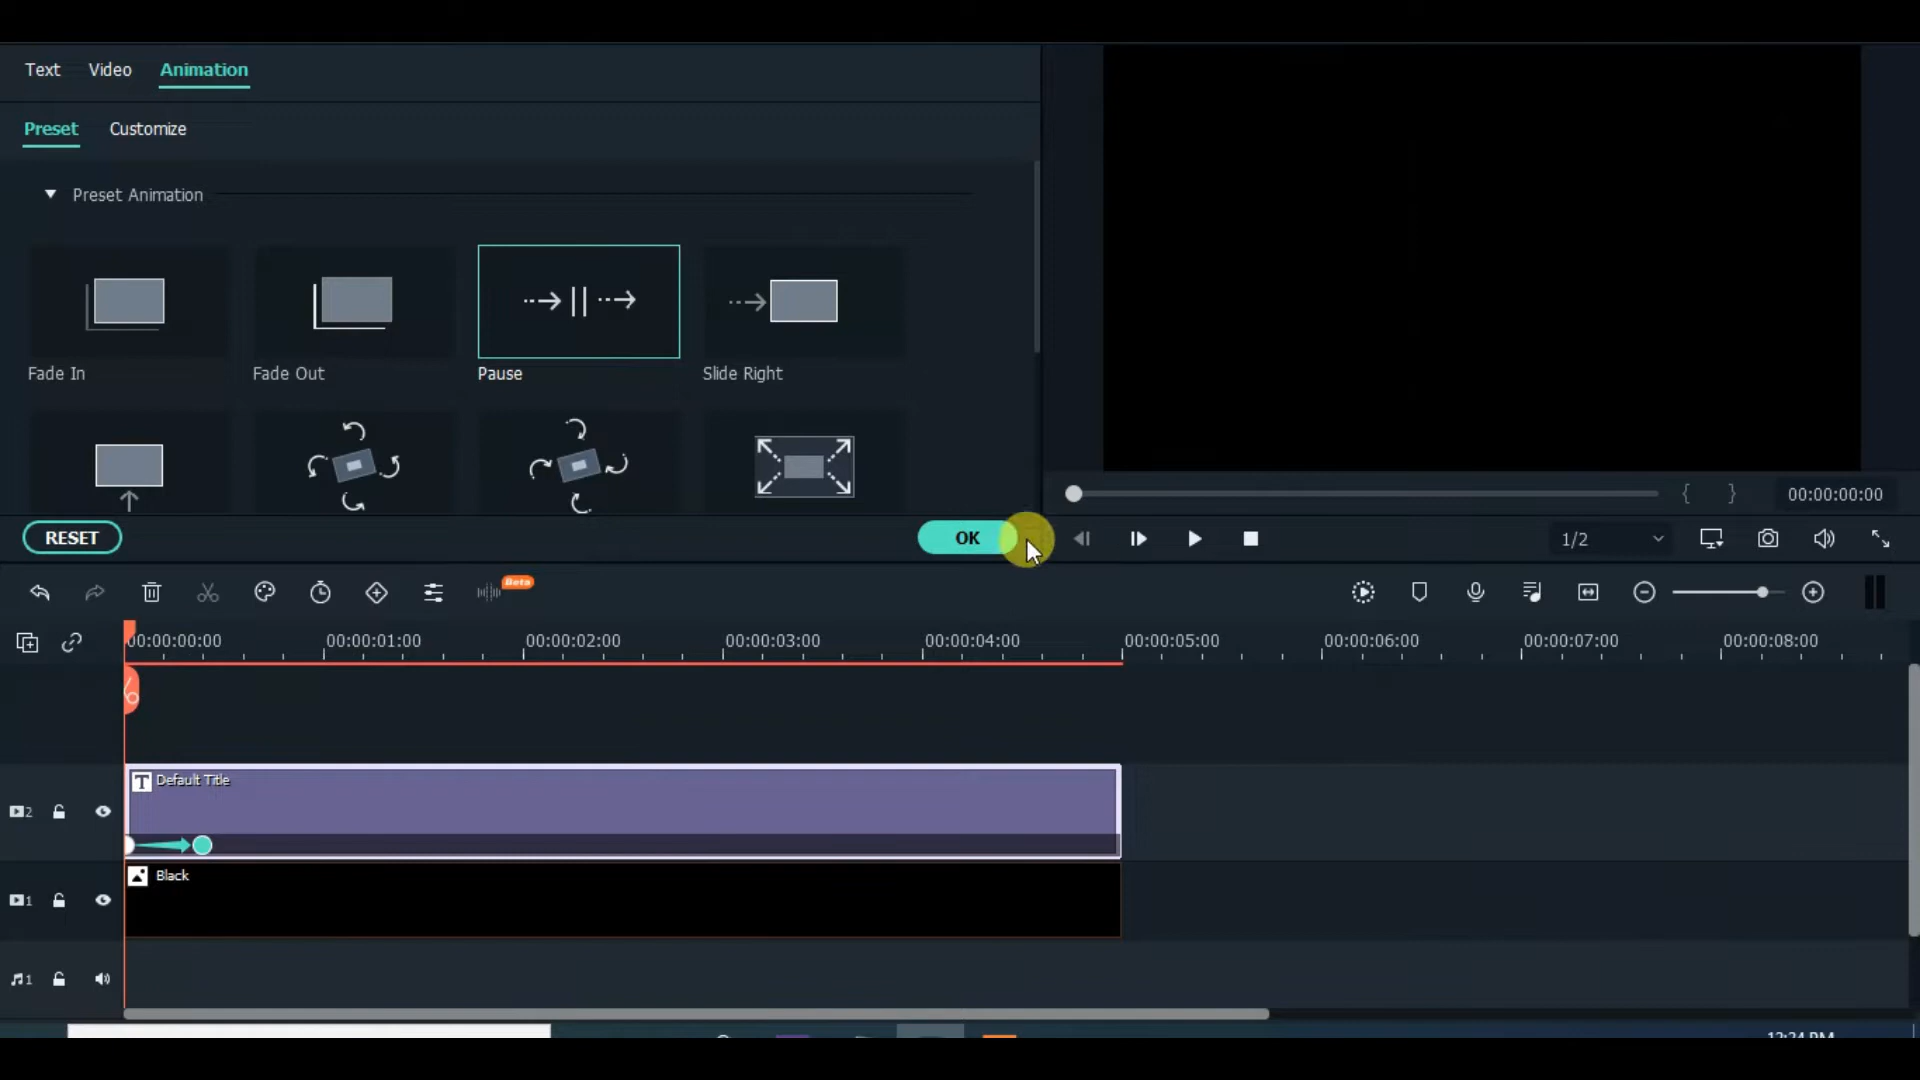 Text Video Animation
Preset Customize
Preset Animation
Fade In Fade Out Pause Slide Right
00:00:00:00
RESET OK 1/2
Beta
00:00:00:00 00:00:01:00 00:00:02:00 00:00:03:00 00:00:04:00 00:00:05:00 00:00:06:00 00:00:07:00 00:00:08:00
T Default Title
2
Black
1
1